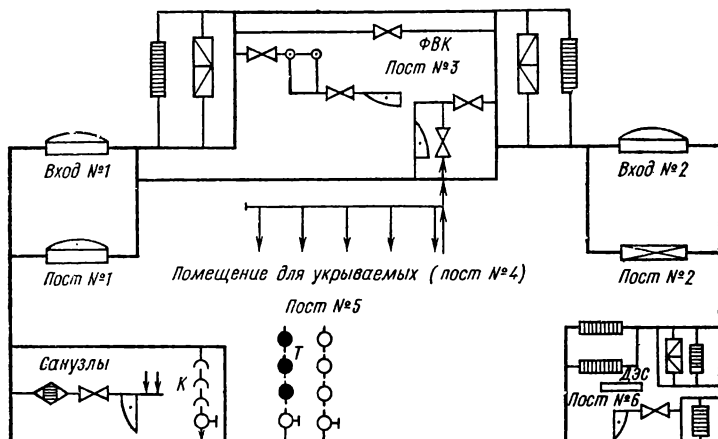 ФВК
Пост №3
Вход №1
Вход №2
Пост №1
Помещение для укрываемых (пост №4)
Пост №2
Пост №5
Санузлы
К
Т
ДЭС
Пост №6